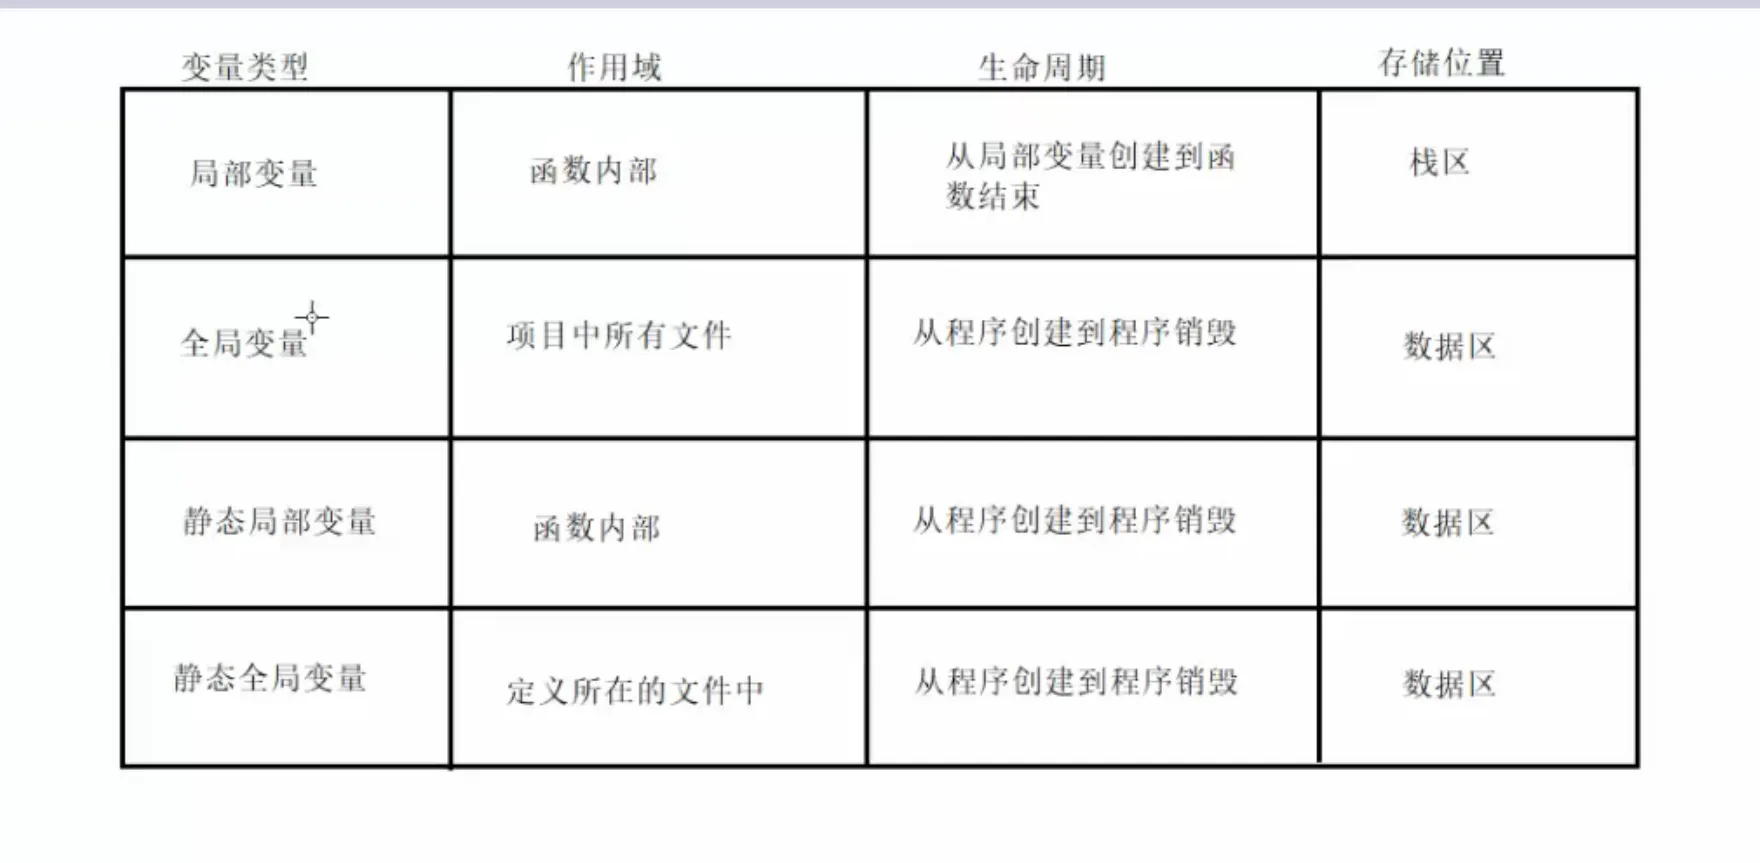 变量类型 作用域 生命周期 存储位置
局部变量 函数内部 从局部变量创建到函 栈区
数结束
全局变量 项目中所有文件 从程序创建到程序销毁 数据区
静态局部变量 函数内部 从程序创建到程序销毁 数据区
静态全局变量 定义所在的文件中 从程序创建到程序销毁 数据区